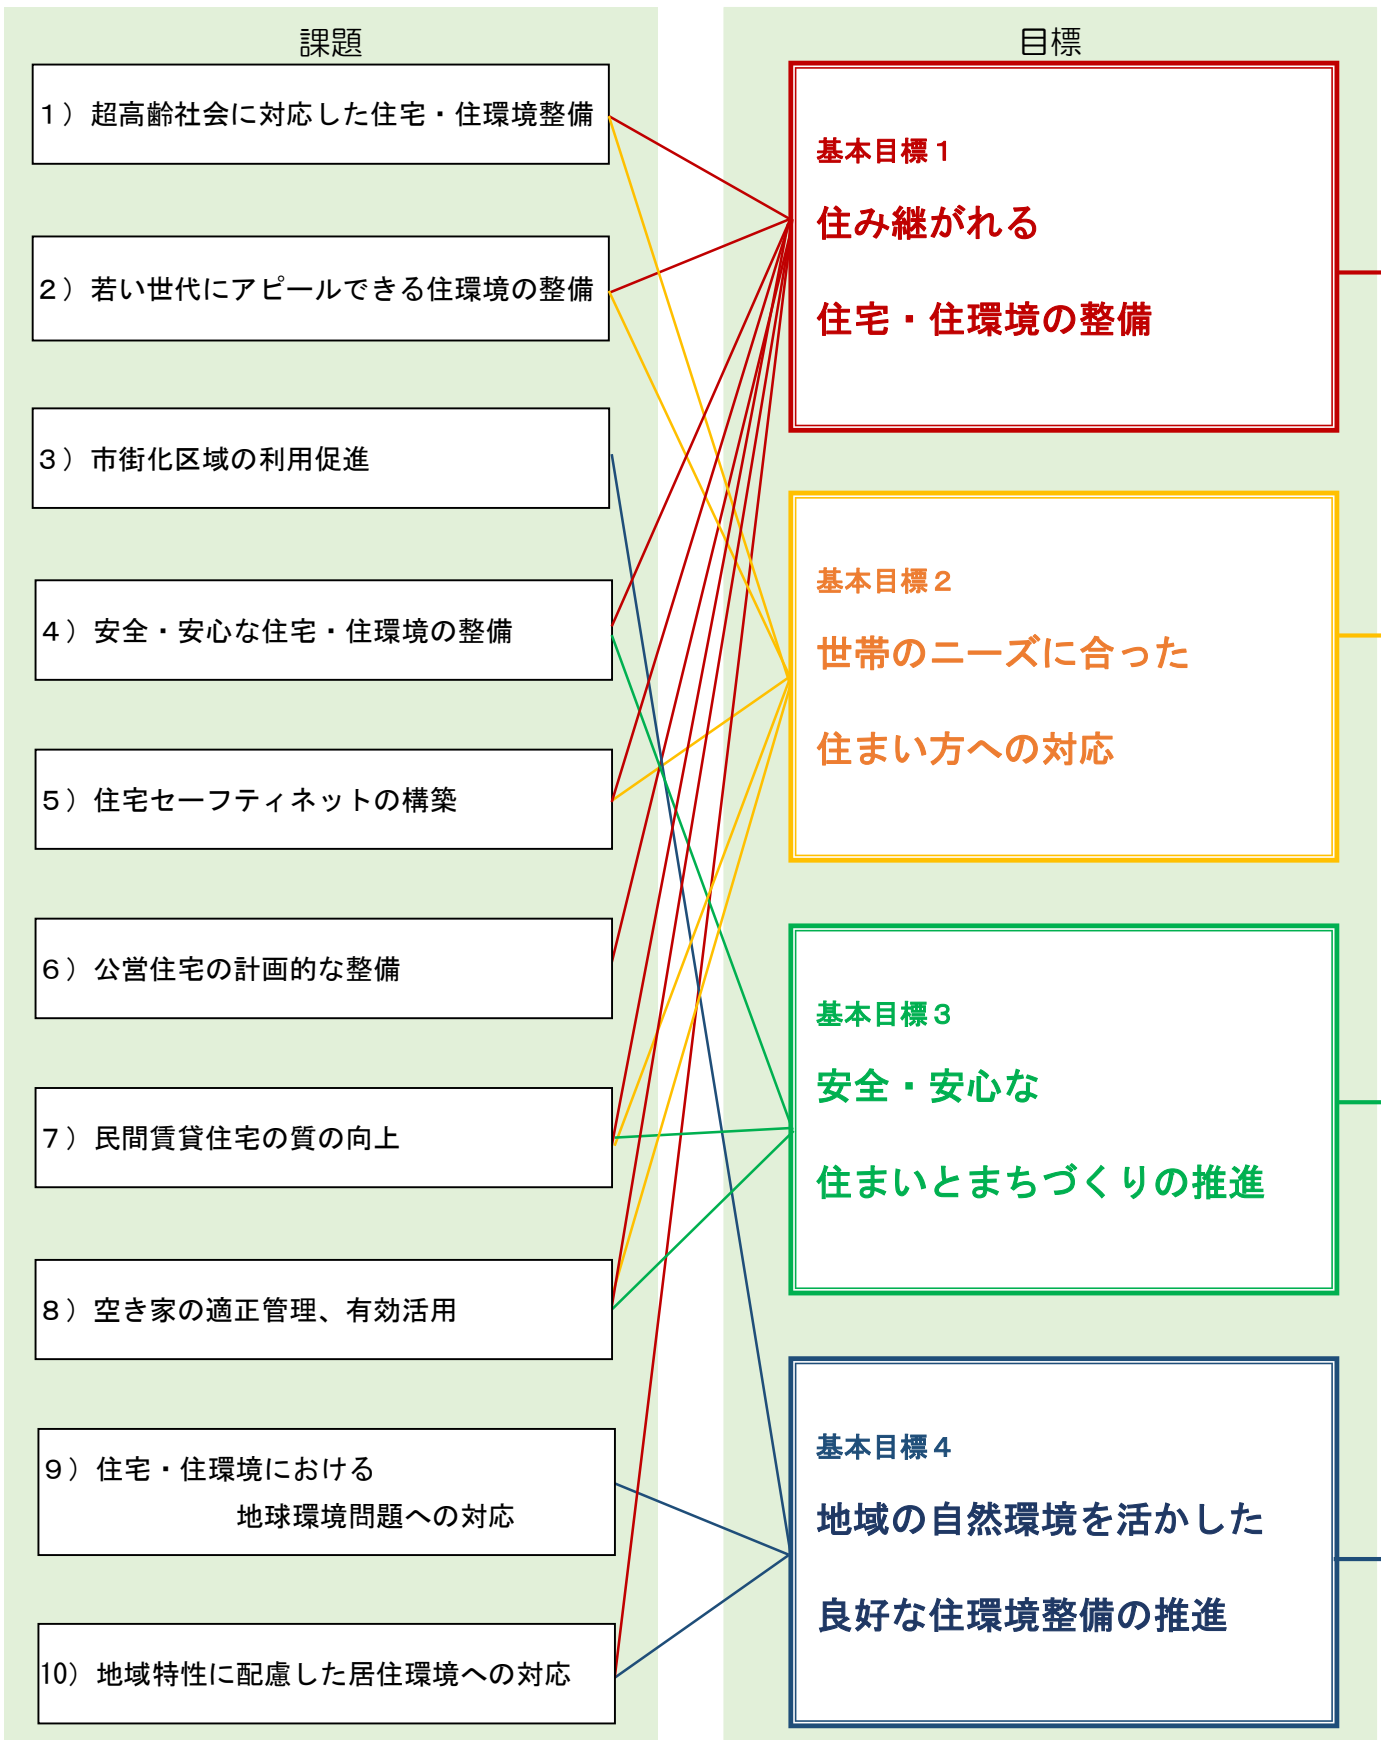 課題
１）超高齢社会に対応した住宅・住環境整備
２）若い世代にアピールできる住環境の整備
３）市街化区域の利用促進
４）安全・安心な住宅・住環境の整備
５）住宅セーフティネットの構築
６）公営住宅の計画的な整備
７）民間賃貸住宅の質の向上
８）空き家の適正管理、有効活用
９）住宅・住環境における
地球環境問題への対応
10）地域特性に配慮した居住環境への対応
目標
基本目標１
住み継がれる
住宅・住環境の整備
基本目標２
世帯のニーズに合った
住まい方への対応
基本目標３
安全・安心な
住まいとまちづくりの推進
基本目標４
地域の自然環境を活かした
良好な住環境整備の推進